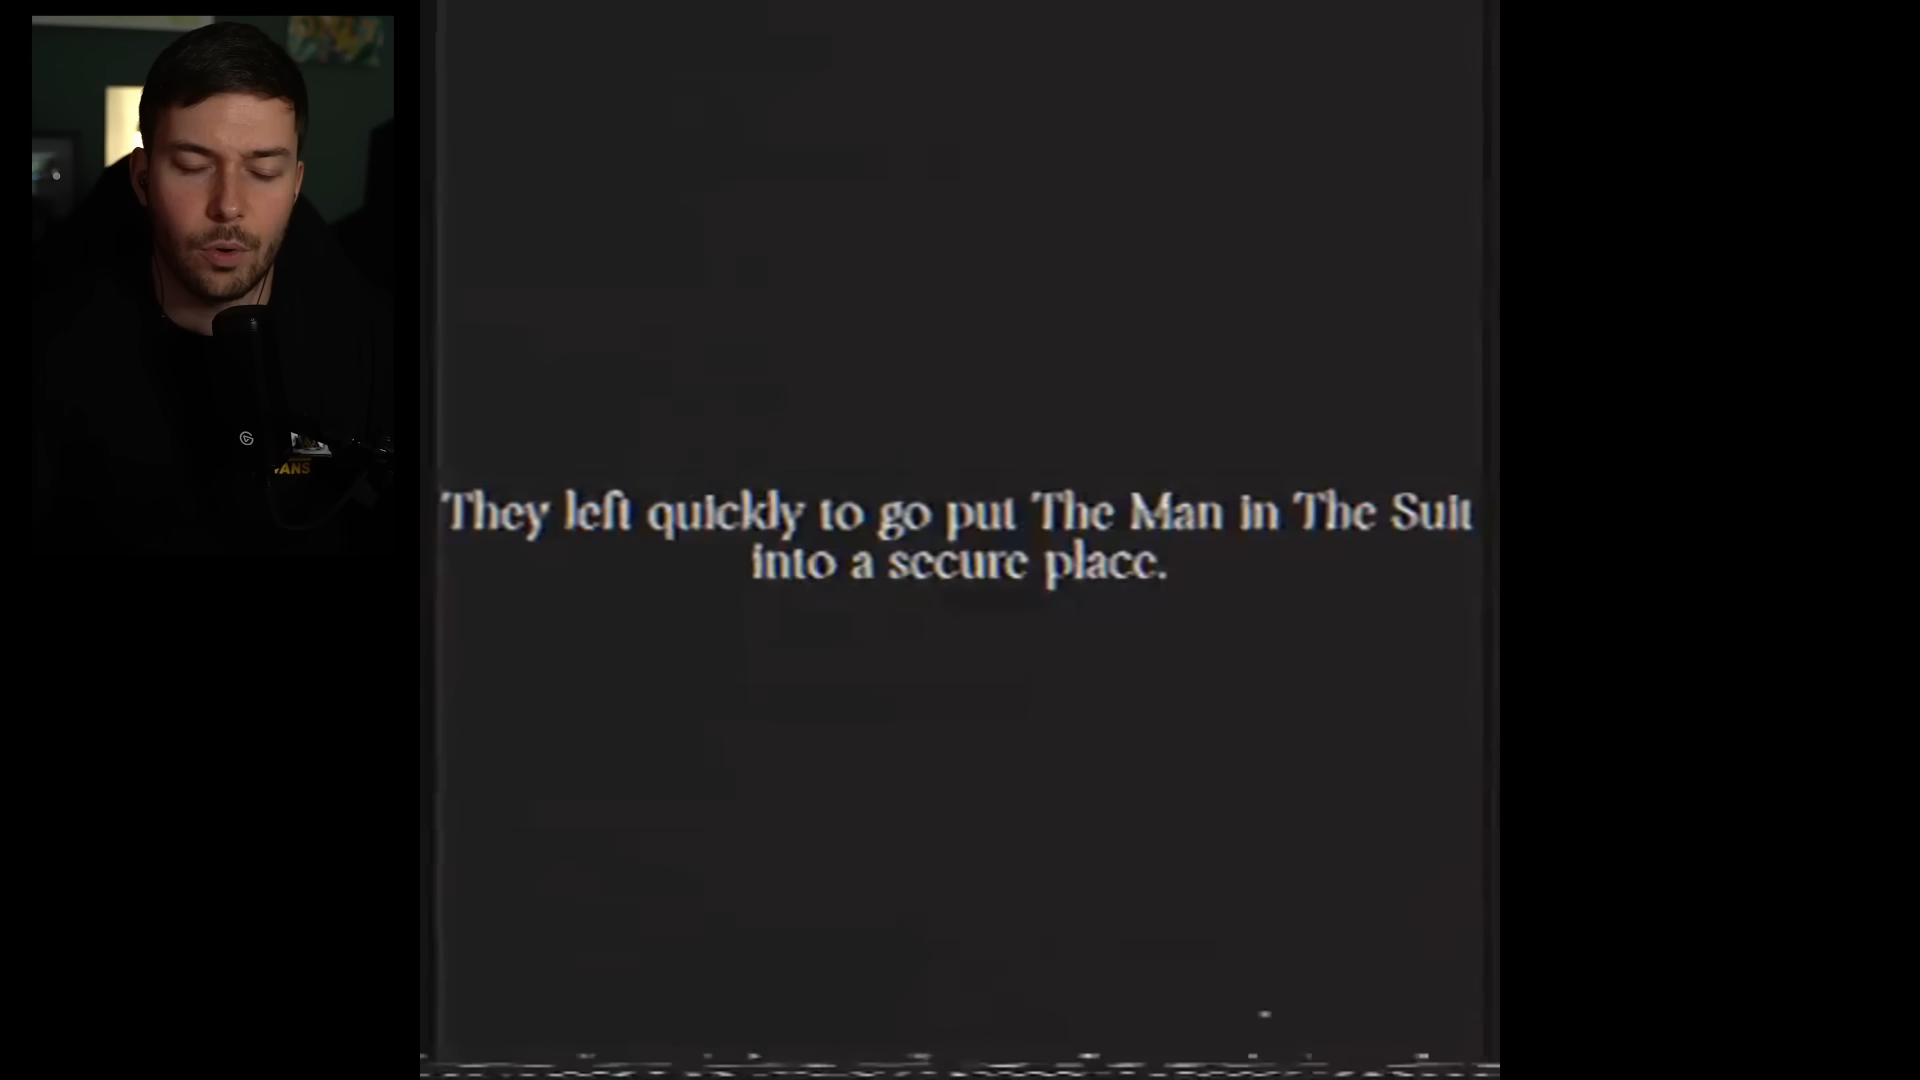 They left quickly to go put The Man in The Suit
into a secure place.